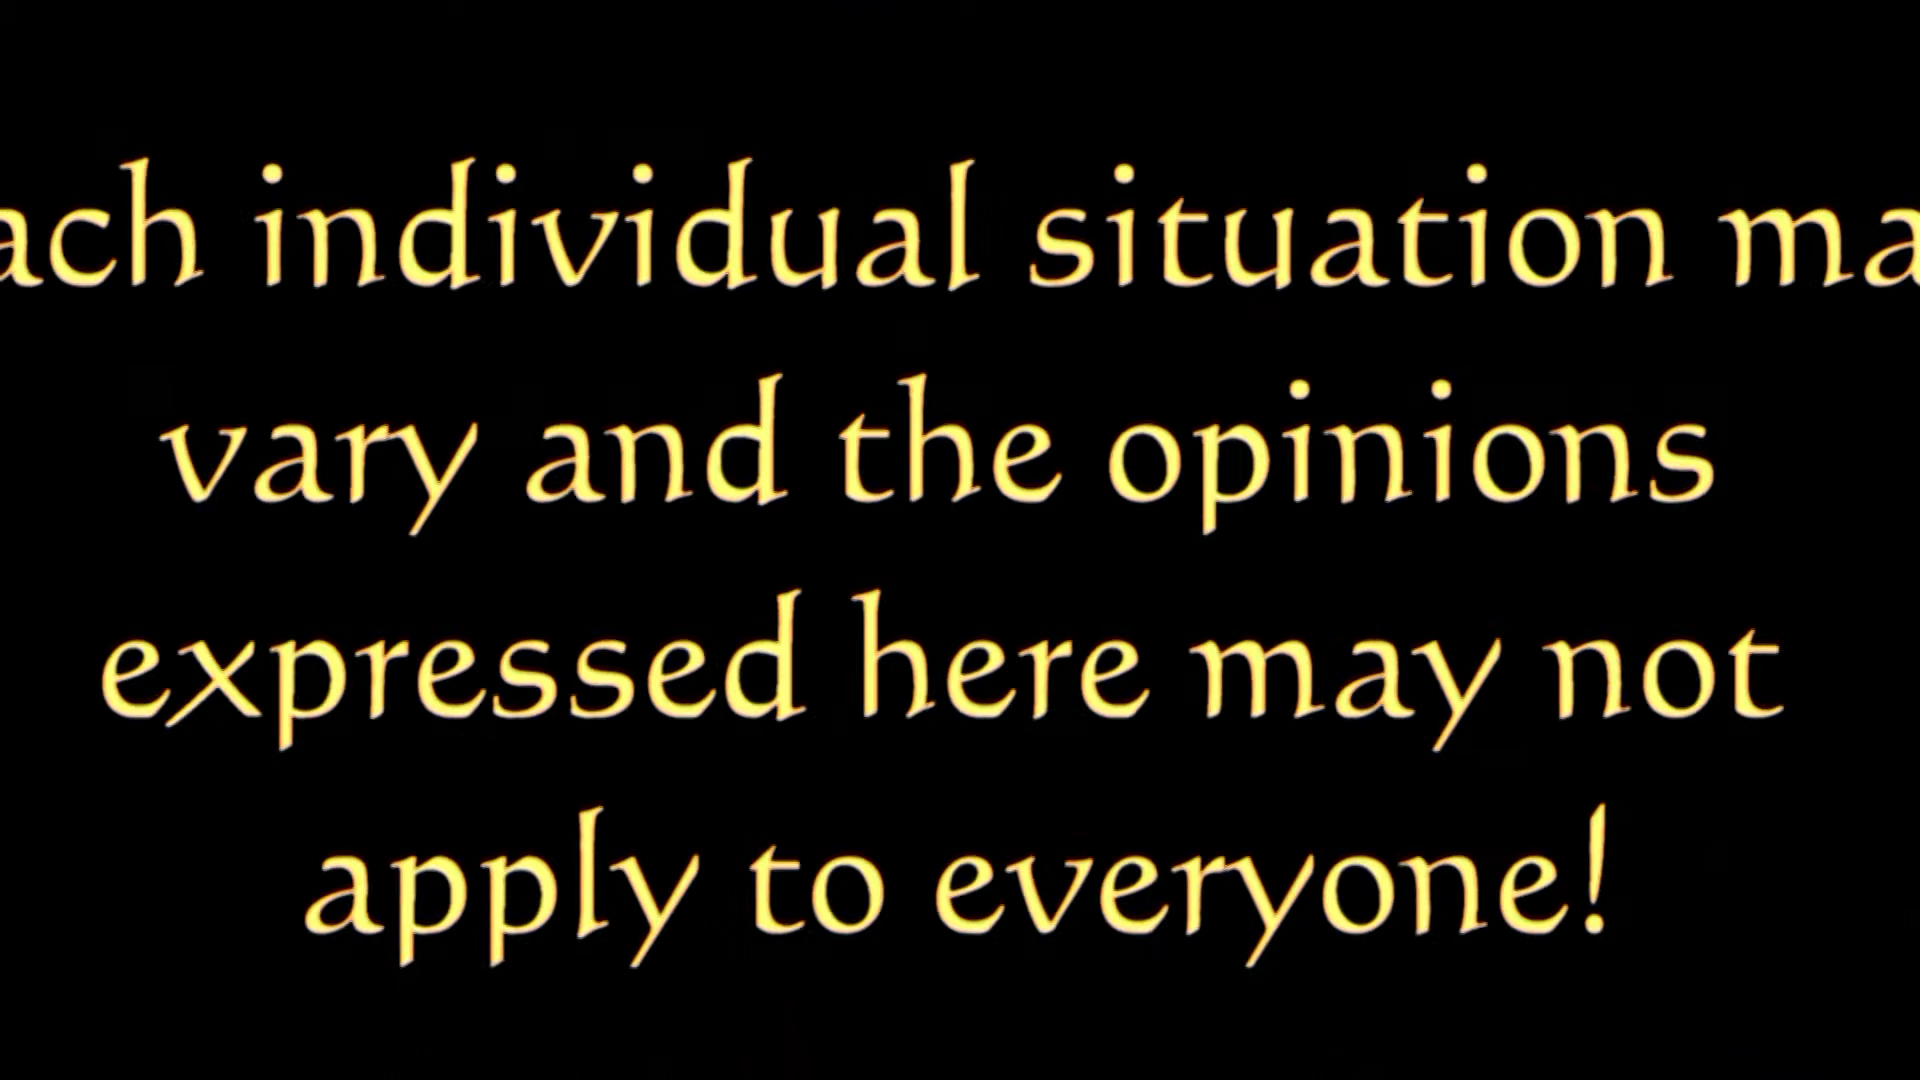 ach individual situation ma
vary and the opinions
expressed here may not
apply to everyone!